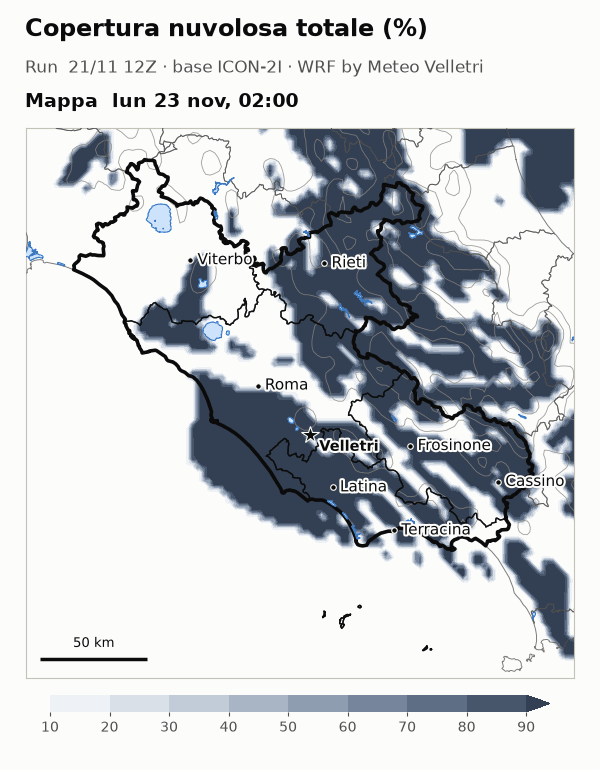 Copertura nuvolosa totale (%)
Run  21/11 12Z · base ICON-2I · WRF by Meteo Velletri
Mappa  lun 23 nov, 02:00
Viterbo
Rieti
Roma
Velletri
Frosinone
Latina
Cassino
Terracina
50 km
10 20 30 40 50 60 70 80 90